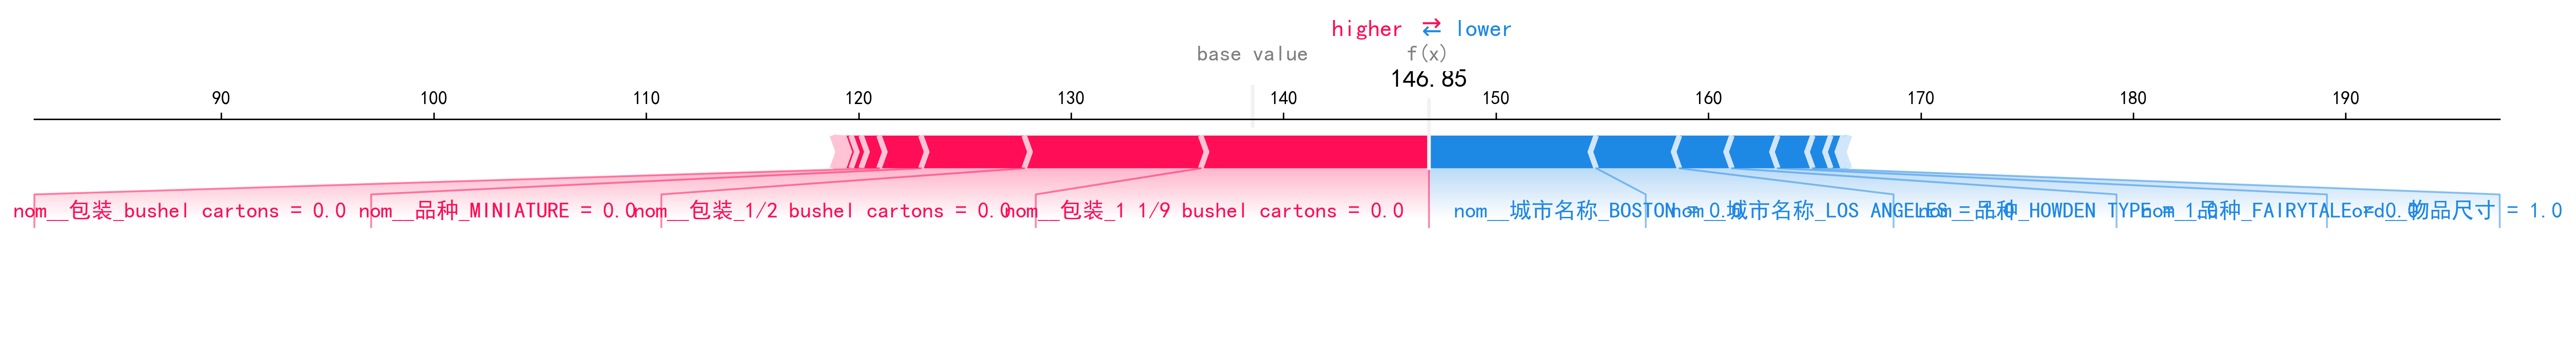 higher ⇄ lower
base value f(x)
146.85
90 100 110 120 130 140 150 160 170 180 190
nom__包装_bushel cartons = 0.0 nom__品种_MINIATURE = 0.0 nom__包装_1/2 bushel cartons = 0.0 nom__包装_1 1/9 bushel cartons = 0.0 nom__城市名称_BOSTON = 0.0 nom__城市名称_LOS ANGELES = 1.0 nom__品种_HOWDEN TYPE = 1.0 nom__品种_FAIRYTALE = 0.0 ord__物品尺寸 = 1.0